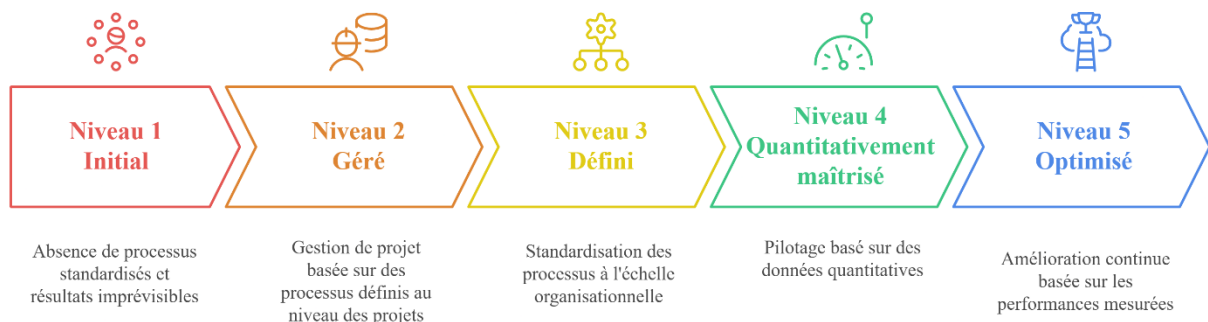 Niveau 1
Initial
Niveau 2
Géré
Niveau 3
Défini
Niveau 4
Quantitativement
maîtrisé
Niveau 5
Optimisé
Absence de processus
standardisés et
résultats imprévisibles
Gestion de projet
basée sur des
processus définis au
niveau des projets
Standardisation des
processus à l'échelle
organisationnelle
Pilotage basé sur des
données quantitatives
Amélioration continue
basée sur les
performances mesurées